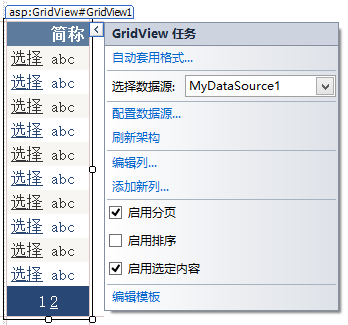 asp:GridView#GridView1
简称
选择 abc
选择 abc
选择 abc
选择 abc
选择 abc
选择 abc
选择 abc
选择 abc
选择 abc
选择 abc
1 2
GridView 任务
自动套用格式...
选择数据源: MyDataSource1
配置数据源...
刷新架构
编辑列...
添加新列...
启用分页
启用排序
启用选定内容
编辑模板